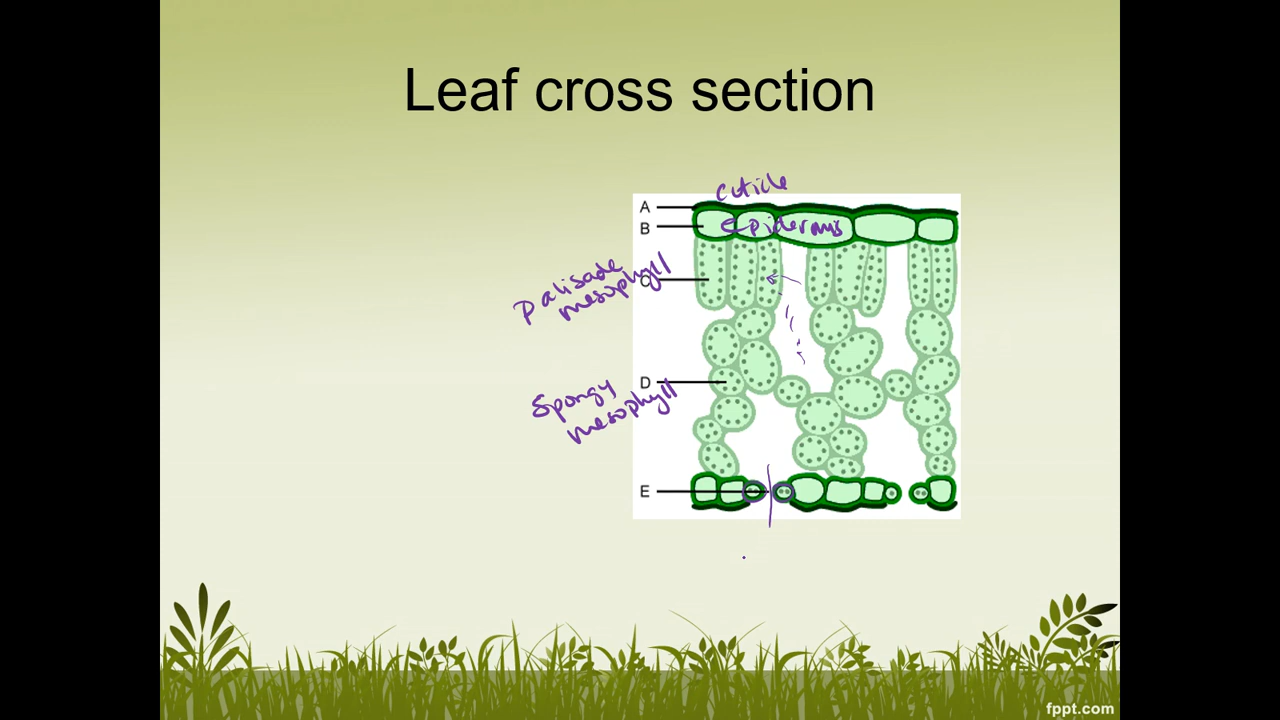 Leaf cross section
cuticle
A
B
epidermis
palisade
mesophyll
C
D
Spongy
mesophyll
E
fppt.com